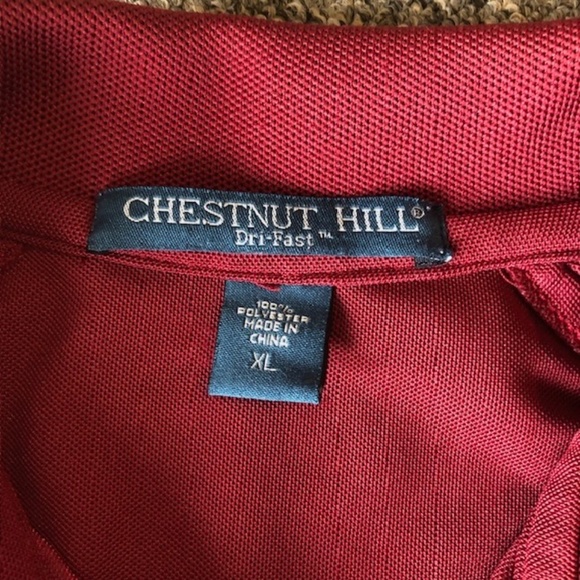 CHESTNUT HILL®
Dri-Fast™
100%
POLYESTER
MADE IN
CHINA
XL